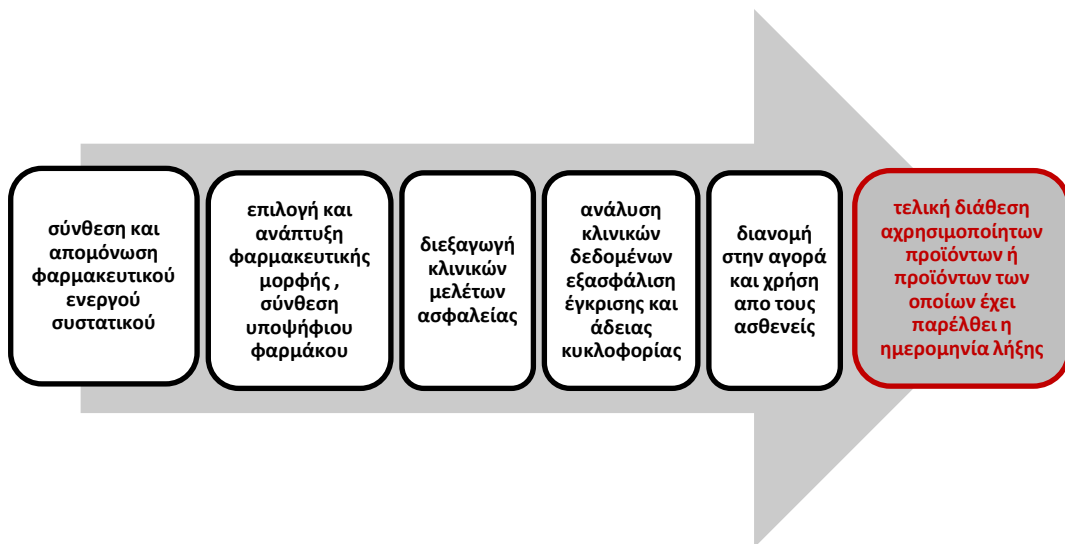 σύνθεση και
απομόνωση
φαρμακευτικού
ενεργού
συστατικού
επιλογή και
ανάπτυξη
φαρμακευτικής
μορφής ,
σύνθεση
υποψήφιου
φαρμάκου
διεξαγωγή
κλινικών
μελέτων
ασφαλείας
ανάλυση
κλινικών
δεδομένων
εξασφάλιση
έγκρισης και
άδειας
κυκλοφορίας
διανομή
στην αγορά
και χρήση
απο τους
ασθενείς
τελική διάθεση
αχρησιμοποίητων
προϊόντων ή
προϊόντων των
οποίων έχει
παρέλθει η
ημερομηνία λήξης